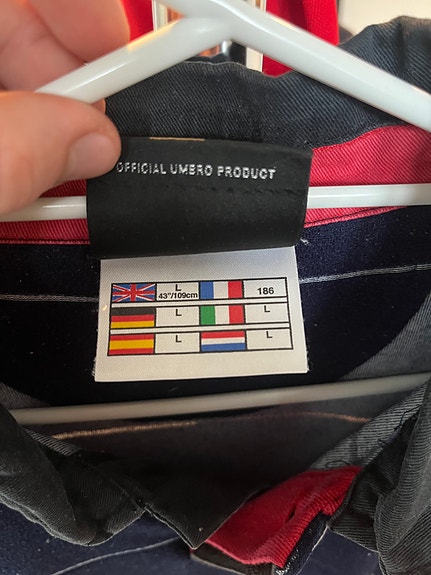 OFFICIAL UMBRO PRODUCT
L 186
43"/109cm
L L
L L